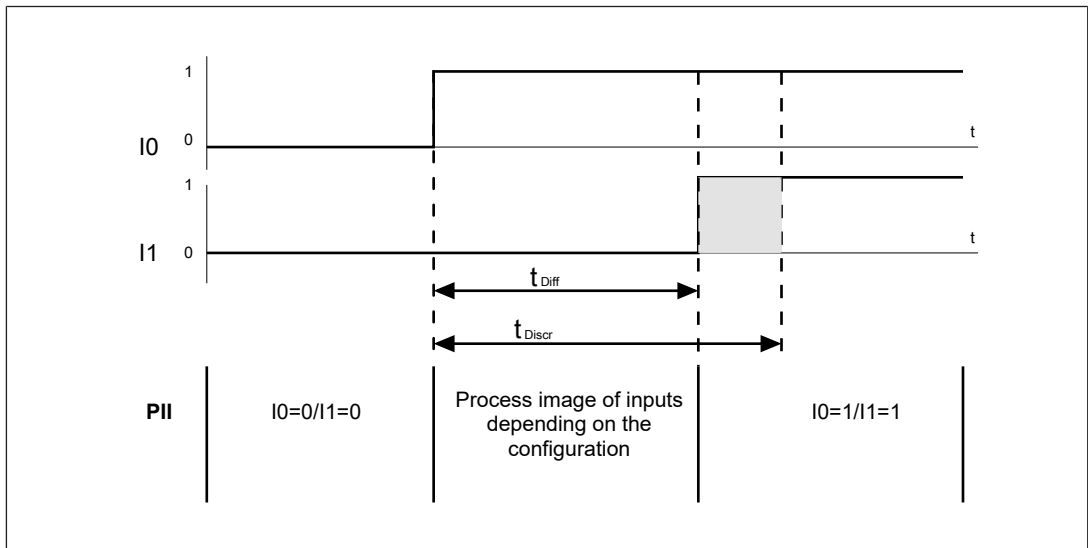 1
I0
0
t
1
I1
0
t
t Diff
t Discr
PII
I0=0/I1=0
Process image of inputs
depending on the
configuration
I0=1/I1=1